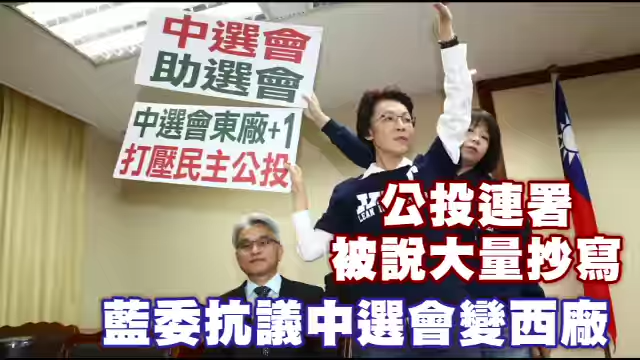 中選會
助選會
中選會東廠+1
打壓民主公投
公投連署
被說大量抄寫
藍委抗議中選會變西廠